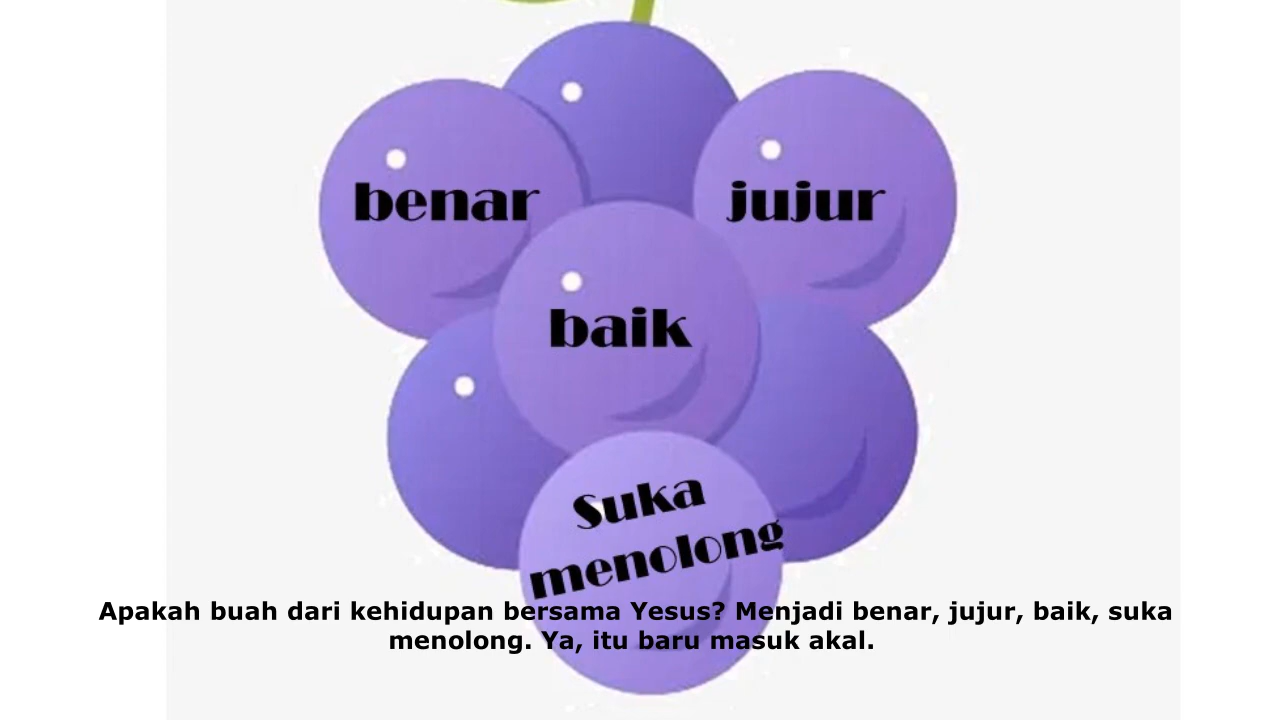 benar
jujur
baik
Suka
menolong
Apakah buah dari kehidupan bersama Yesus? Menjadi benar, jujur, baik, suka
menolong. Ya, itu baru masuk akal.